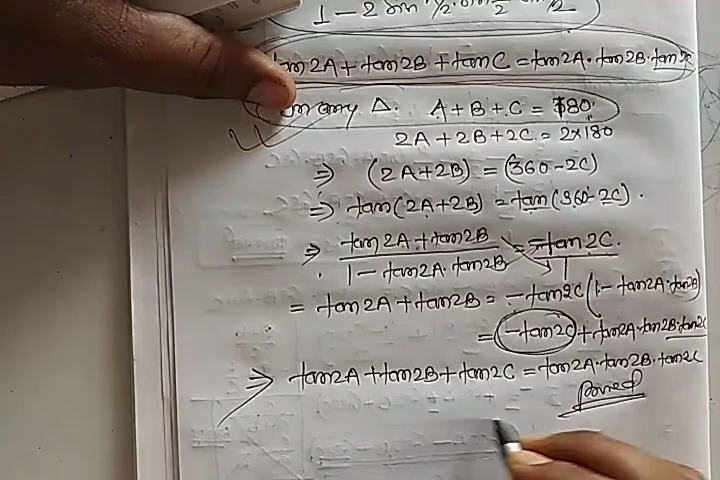 1 - 2
tan2A + tan2B + tanC = tan2A · tan2B · tan2C
In any Δ. A + B + C = 180.
2A + 2B + 2C = 2×180
⇒ (2A+2B) = (360-2C)
⇒ tan(2A+2B) = tan(360-2C).
⇒ (tan2A + tan2B)/(1 - tan2A · tan2B) = -tan2C/1
= tan2A + tan2B = -tan2C(1 - tan2A·tan2B)
= -tan2C + tan2A·tan2B·tan2C
⇒ tan2A + tan2B + tan2C = tan2A·tan2B·tan2C
proved